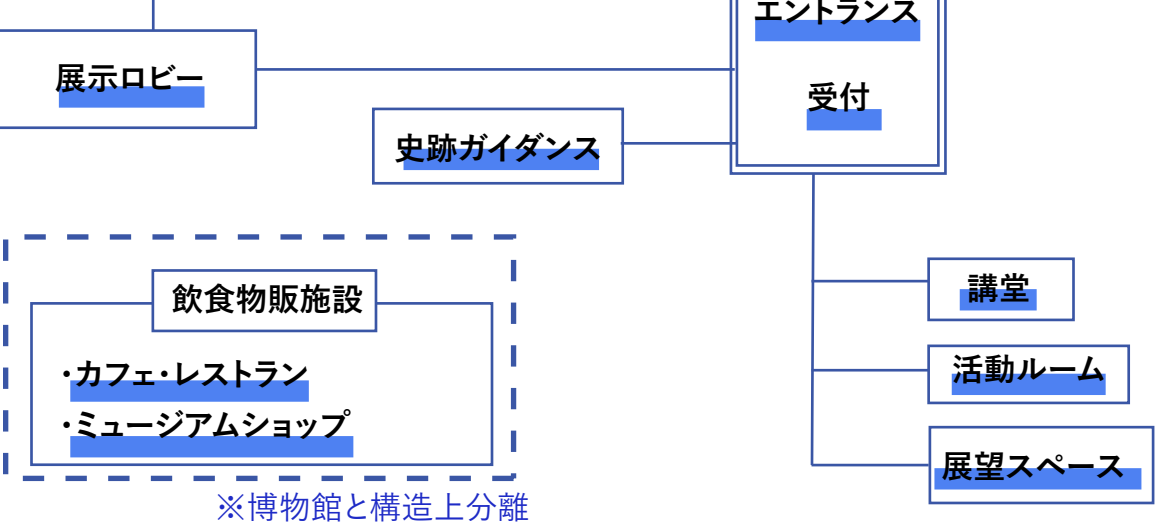 エントランス
展示ロビー
受付
史跡ガイダンス
講堂
飲食物販施設
活動ルーム
・カフェ・レストラン
・ミュージアムショップ
展望スペース
※博物館と構造上分離